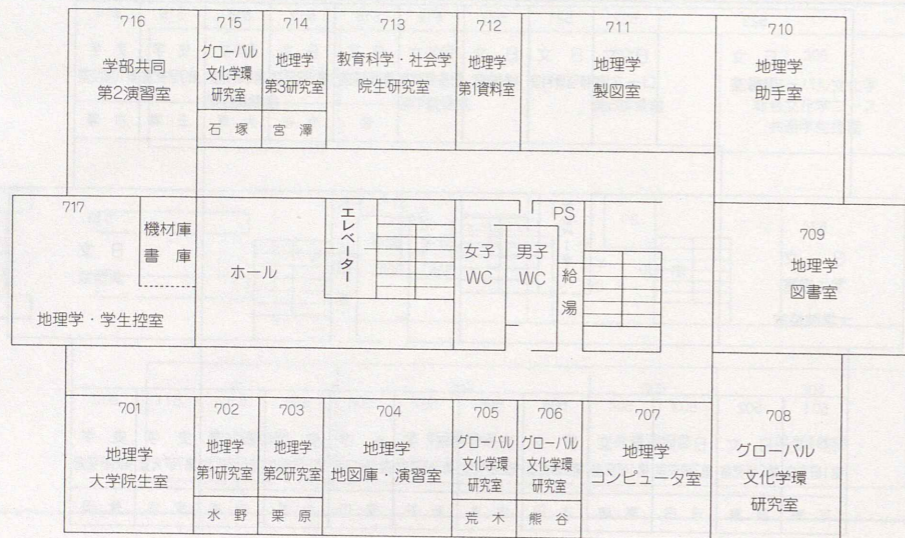 716
学部共同
第2演習室
715
グローバル
文化学環
研究室
石塚
714
地理学
第3研究室
宮澤
713
教育科学・社会学
院生研究室
712
地理学
第1資料室
711
地理学
製図室
710
地理学
助手室
717
機材庫
書庫
地理学・学生控室
ホール
エレベーター
女子
WC
男子
WC
PS
給湯
709
地理学
図書室
701
地理学
大学院生室
702
地理学
第1研究室
水野
703
地理学
第2研究室
栗原
704
地理学
地図庫・演習室
705
グローバル
文化学環
研究室
荒木
706
グローバル
文化学環
研究室
熊谷
707
地理学
コンピュータ室
708
グローバル
文化学環
研究室